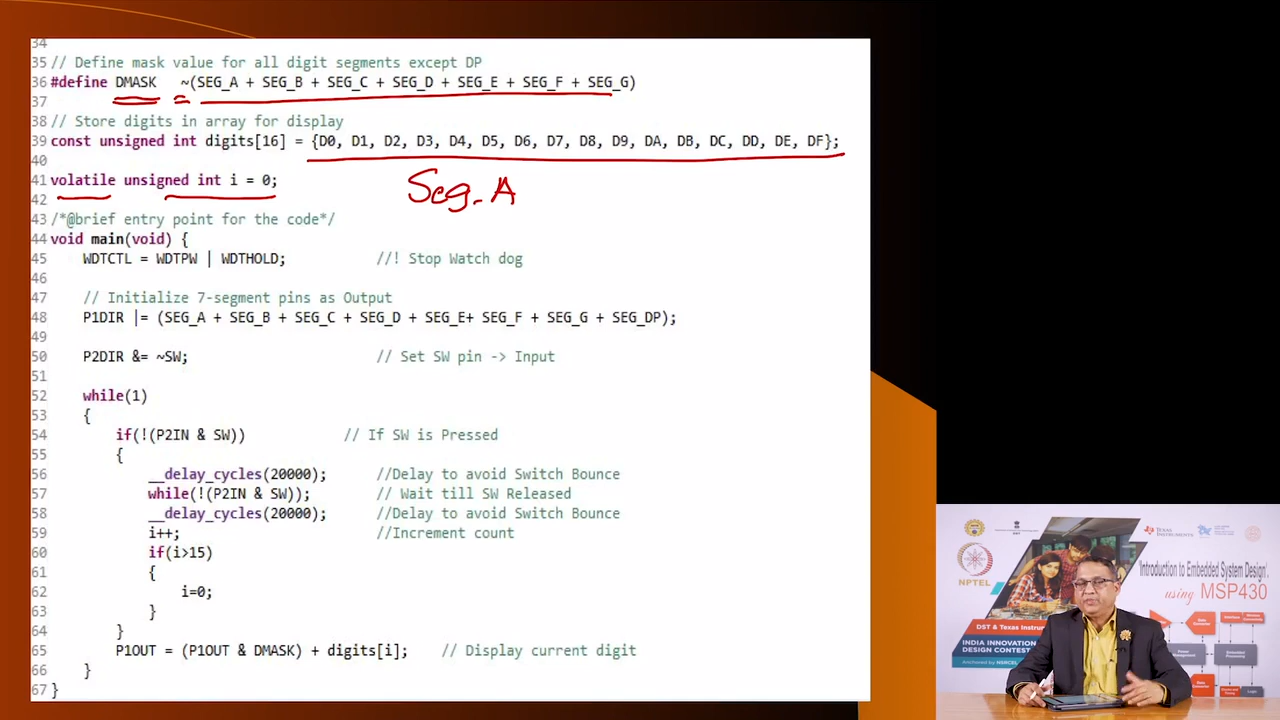 34
35 // Define mask value for all digit segments except DP
36 #define DMASK ~(SEG_A + SEG_B + SEG_C + SEG_D + SEG_E + SEG_F + SEG_G)
37
38 // Store digits in array for display
39 const unsigned int digits[16] = {D0, D1, D2, D3, D4, D5, D6, D7, D8, D9, DA, DB, DC, DD, DE, DF};
40
41 volatile unsigned int i = 0;
Seg. A
42
43 /*@brief entry point for the code*/
44 void main(void) {
45 WDTCTL = WDTPW | WDTHOLD; //! Stop Watch dog
46
47 // Initialize 7-segment pins as Output
48 P1DIR |= (SEG_A + SEG_B + SEG_C + SEG_D + SEG_E+ SEG_F + SEG_G + SEG_DP);
49
50 P2DIR &= ~SW; // Set SW pin -> Input
51
52 while(1)
53 {
54 if(!(P2IN & SW)) // If SW is Pressed
55 {
56 __delay_cycles(20000); //Delay to avoid Switch Bounce
57 while(!(P2IN & SW)); // Wait till SW Released
58 __delay_cycles(20000); //Delay to avoid Switch Bounce
59 i++; //Increment count
60 if(i>15)
61 {
62 i=0;
63 }
64 }
65 P1OUT = (P1OUT & DMASK) + digits[i]; // Display current digit
66 }
67 }
NPTEL
TEXAS INSTRUMENTS
'Introduction to Embedded System Design'
using MSP430
DST & Texas Instrum
INDIA INNOVATION
DESIGN CONTEST